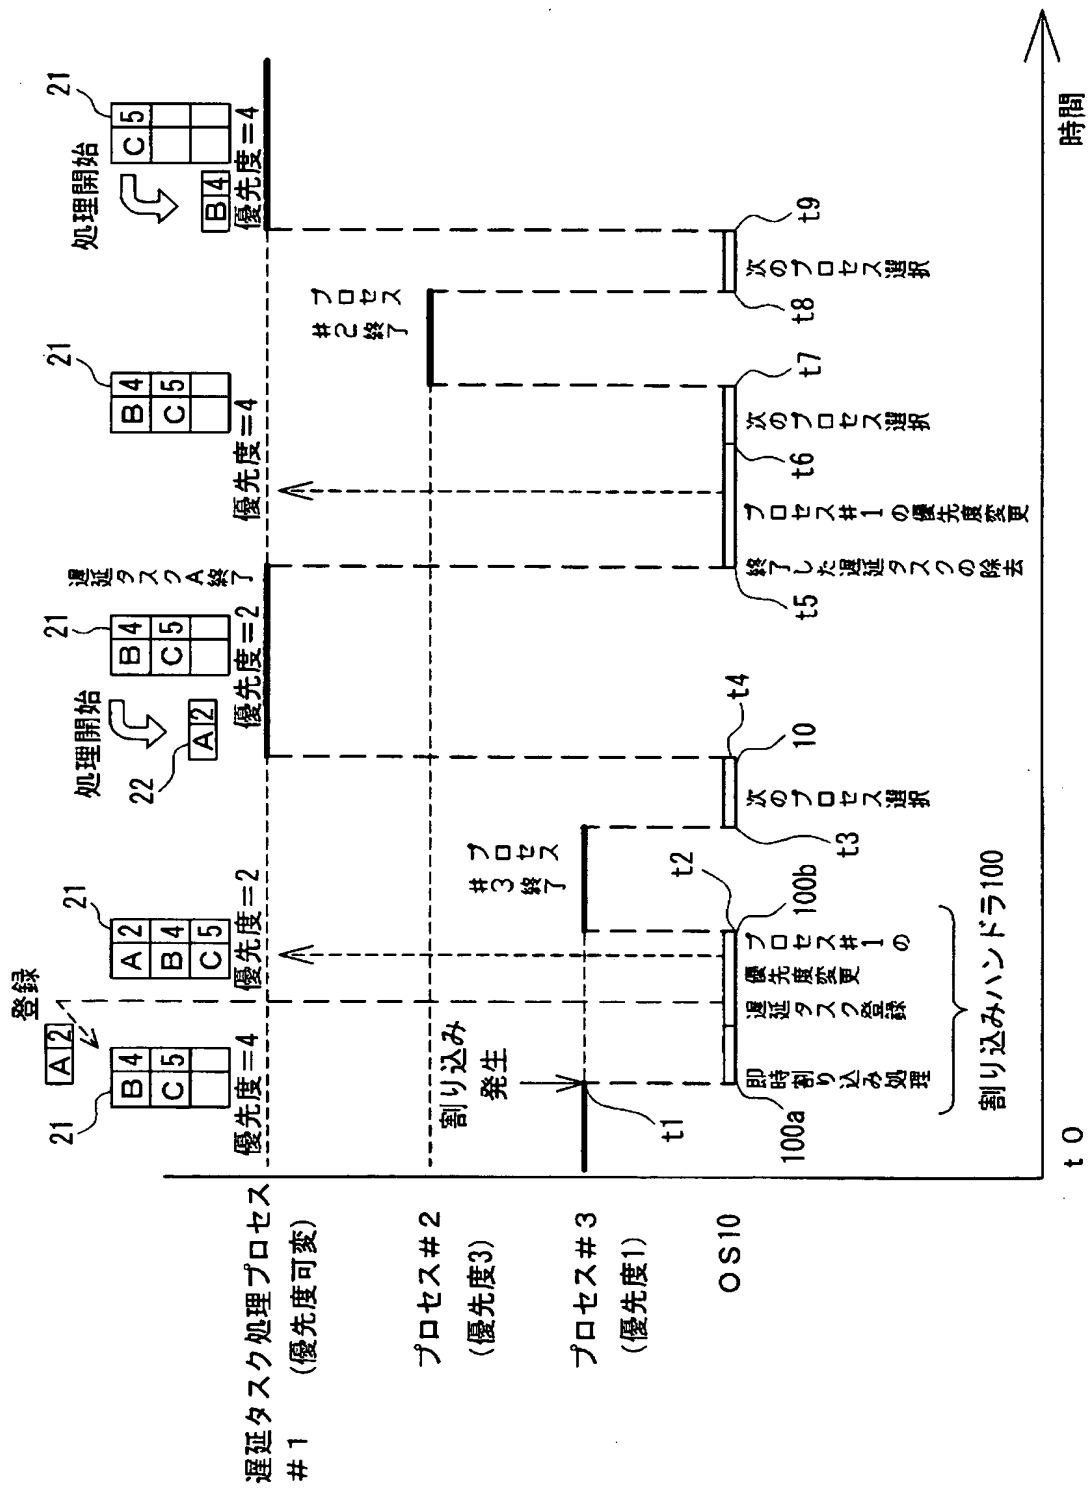 登録
A 2
21
B 4
C 5
優先度=4
21
A 2
B 4
C 5
優先度=2
処理開始
22
A 2
21
B 4
C 5
優先度=2
遅延タスクA終了
21
B 4
C 5
優先度=4
処理開始
B 4
21
C 5
優先度=4
遅延タスク処理プロセス
#1 (優先度可変)
プロセス#2
(優先度3)
プロセス
#2終了
プロセス#3
(優先度1)
割り込み
発生
t1
プロセス
#3終了
OS10
100a
即時割り込み処理
遅延タスク登録
プロセス#1の
優先度変更
100b
t2
割り込みハンドラ100
t3
次のプロセス選択
10
t4
t5
終了した遅延タスクの除去
プロセス#1の優先度変更
t6
次のプロセス選択
t7
t8
次のプロセス選択
t9
t0
時間